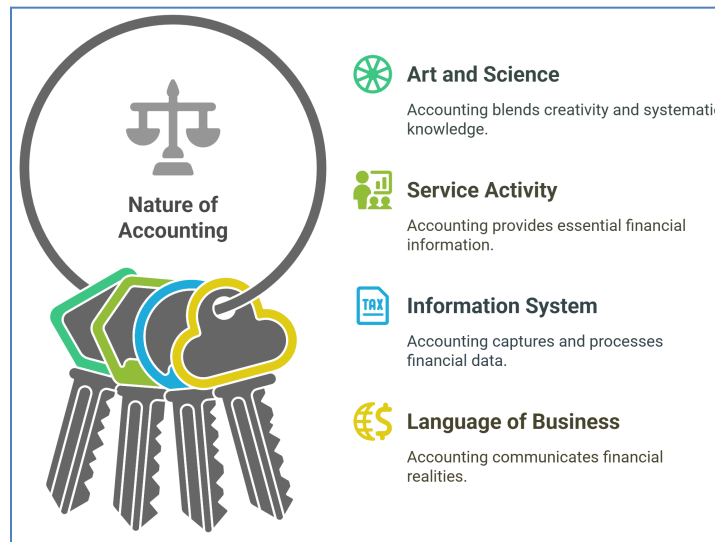 Nature of
Accounting
Art and Science
Accounting blends creativity and systemati
knowledge.
Service Activity
Accounting provides essential financial
information.
TAX
Information System
Accounting captures and processes
financial data.
Language of Business
Accounting communicates financial
realities.